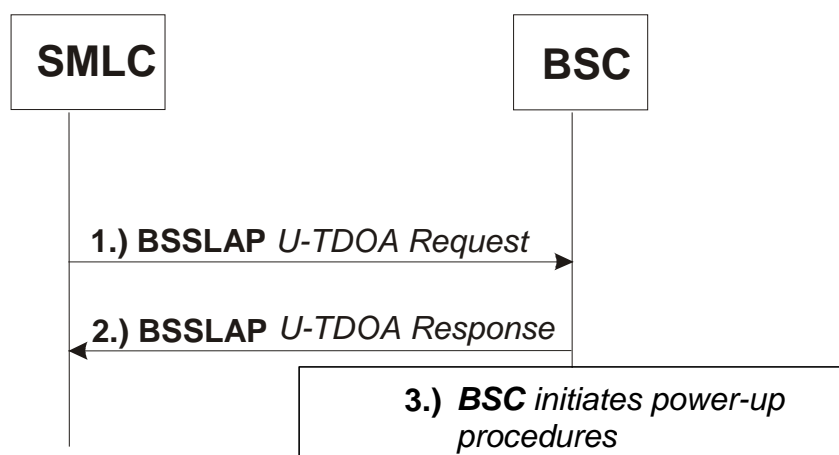 SMLC
BSC
1.) BSSLAP U-TDOA Request
2.) BSSLAP U-TDOA Response
3.) BSC initiates power-up
procedures